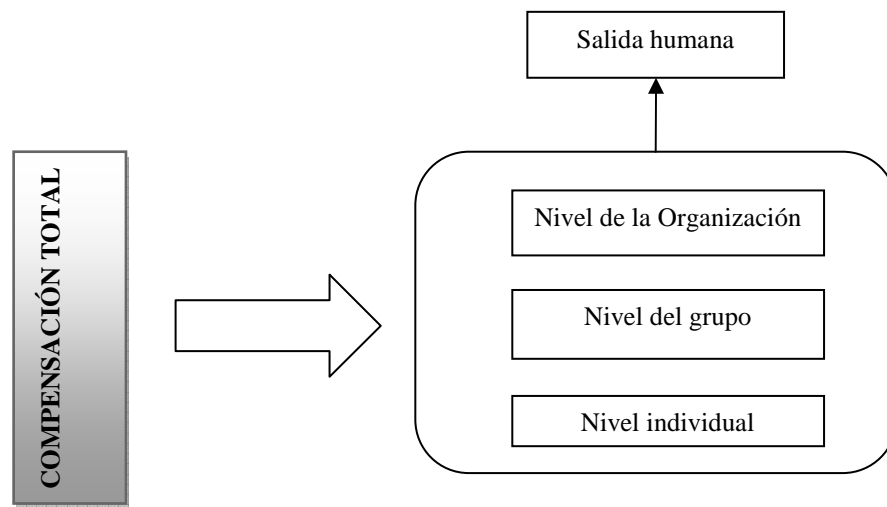 Salida humana
COMPENSACIÓN TOTAL
Nivel de la Organización
Nivel del grupo
Nivel individual